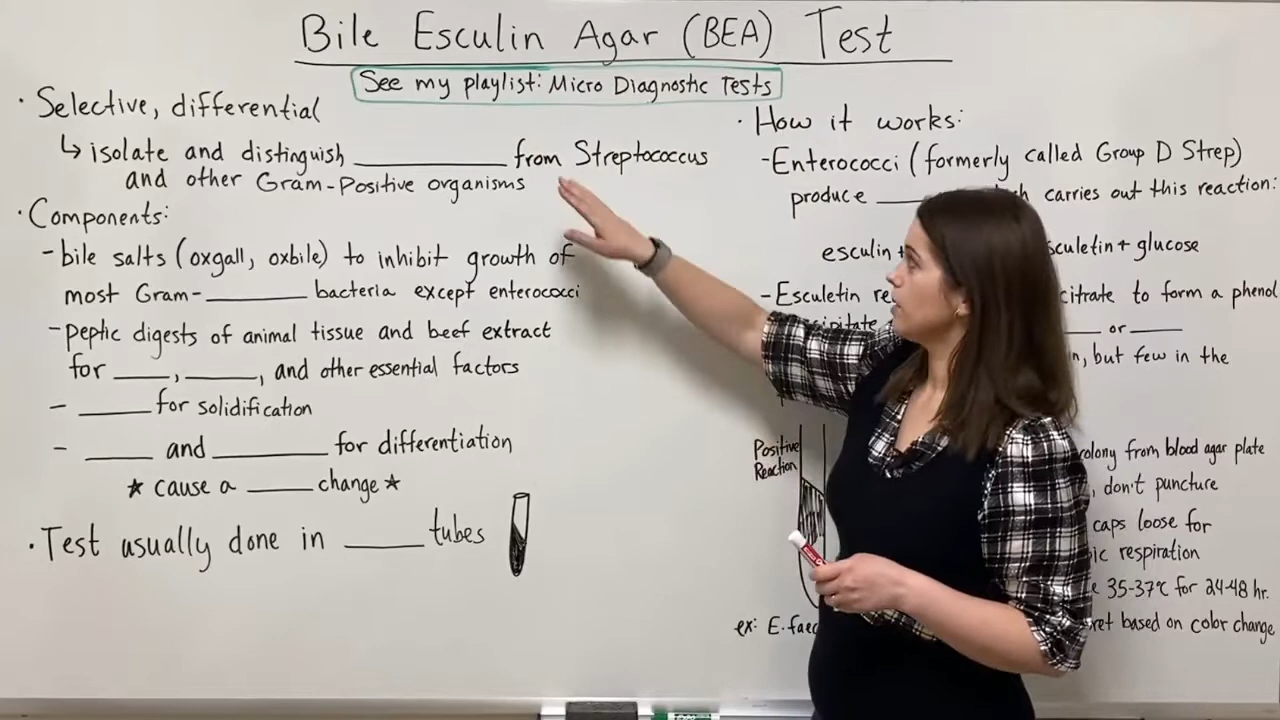 Bile Esculin Agar (BEA) Test
See my playlist: Micro Diagnostic Tests
· Selective, differential
↳ isolate and distinguish ________ from Streptococcus
and other Gram-Positive organisms
· Components:
- bile salts (oxgall, oxbile) to inhibit growth of
most Gram-________ bacteria except enterococci
- peptic digests of animal tissue and beef extract
for ____, _____, and other essential factors
- _____ for solidification
- _____ and ________ for differentiation
* cause a _____ change *
· Test usually done in _____ tubes
· How it works:
- Enterococci (formerly called Group D Strep)
produce ____ carries out this reaction:
esculin + glucose
- Esculetin citrate to form a phenol
____ or ____
but few in the
Positive
Reaction
colony from blood agar plate
don't puncture
caps loose for
respiration
35-37°C for 24-48 hr.
based on color change
ex: E.